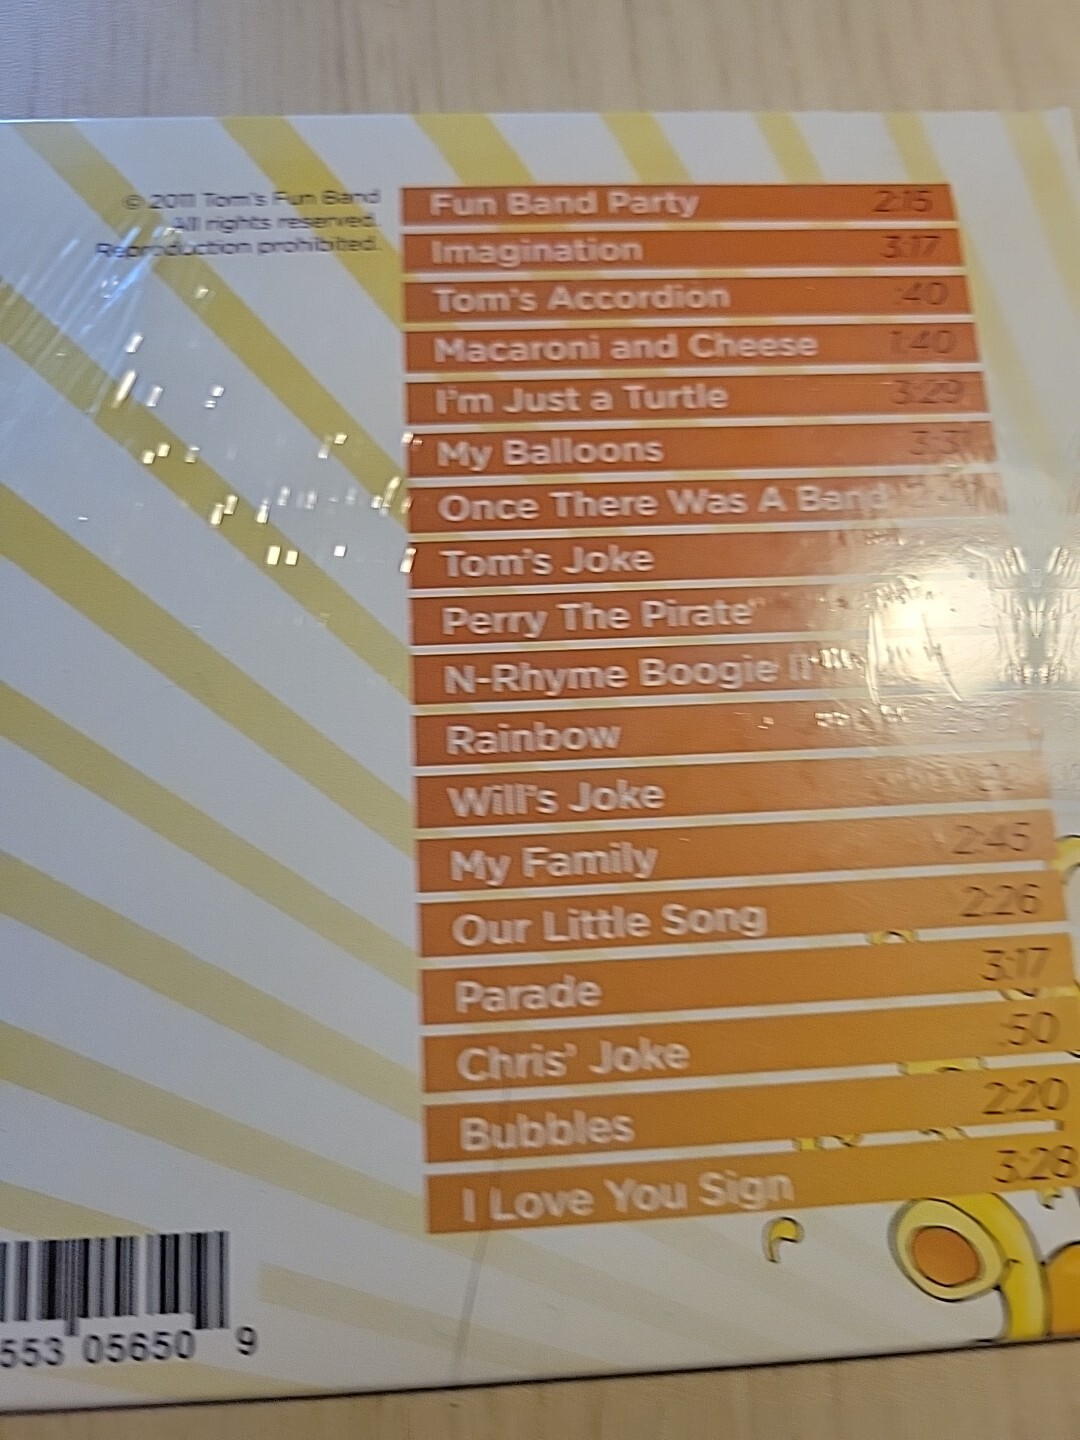 © 2011 Tom's Fun Band
All rights reserved.
Reproduction prohibited.
Fun Band Party 2:15
Imagination 3:17
Tom's Accordion :40
Macaroni and Cheese 1:40
I'm Just a Turtle 3:29
My Balloons
Once There Was A Band
Tom's Joke
Perry The Pirate
N-Rhyme Boogie
Rainbow
Will's Joke
My Family 2:45
Our Little Song 2:26
Parade 3:17
Chris' Joke :50
Bubbles 2:20
I Love You Sign 3:28
553 05650 9